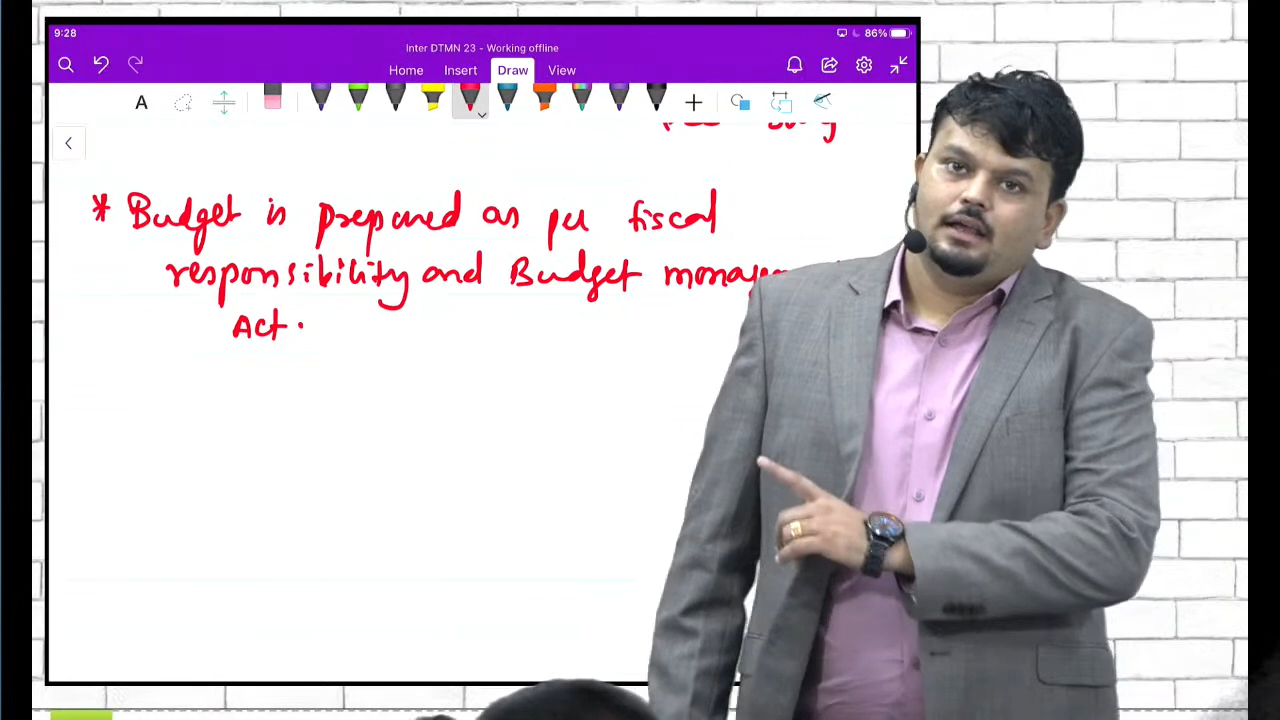 9:28
86%
Inter DTMN 23 - Working offline
Home Insert Draw View
A
* Budget is prepared as per fiscal
responsibility and Budget
Act.